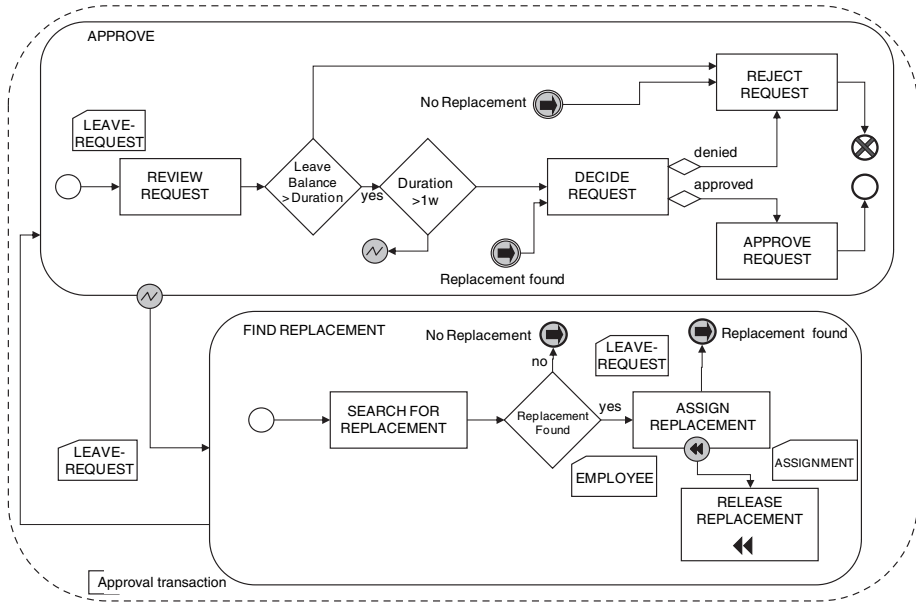 APPROVE
LEAVE-
REQUEST
REVIEW
REQUEST
Leave
Balance
>Duration
yes
Duration
>1w
No Replacement
Replacement found
DECIDE
REQUEST
denied
approved
REJECT
REQUEST
APPROVE
REQUEST
FIND REPLACEMENT
No Replacement
no
LEAVE-
REQUEST
Replacement found
SEARCH FOR
REPLACEMENT
Replacement
Found
yes
ASSIGN
REPLACEMENT
LEAVE-
REQUEST
EMPLOYEE
ASSIGNMENT
RELEASE
REPLACEMENT
Approval transaction